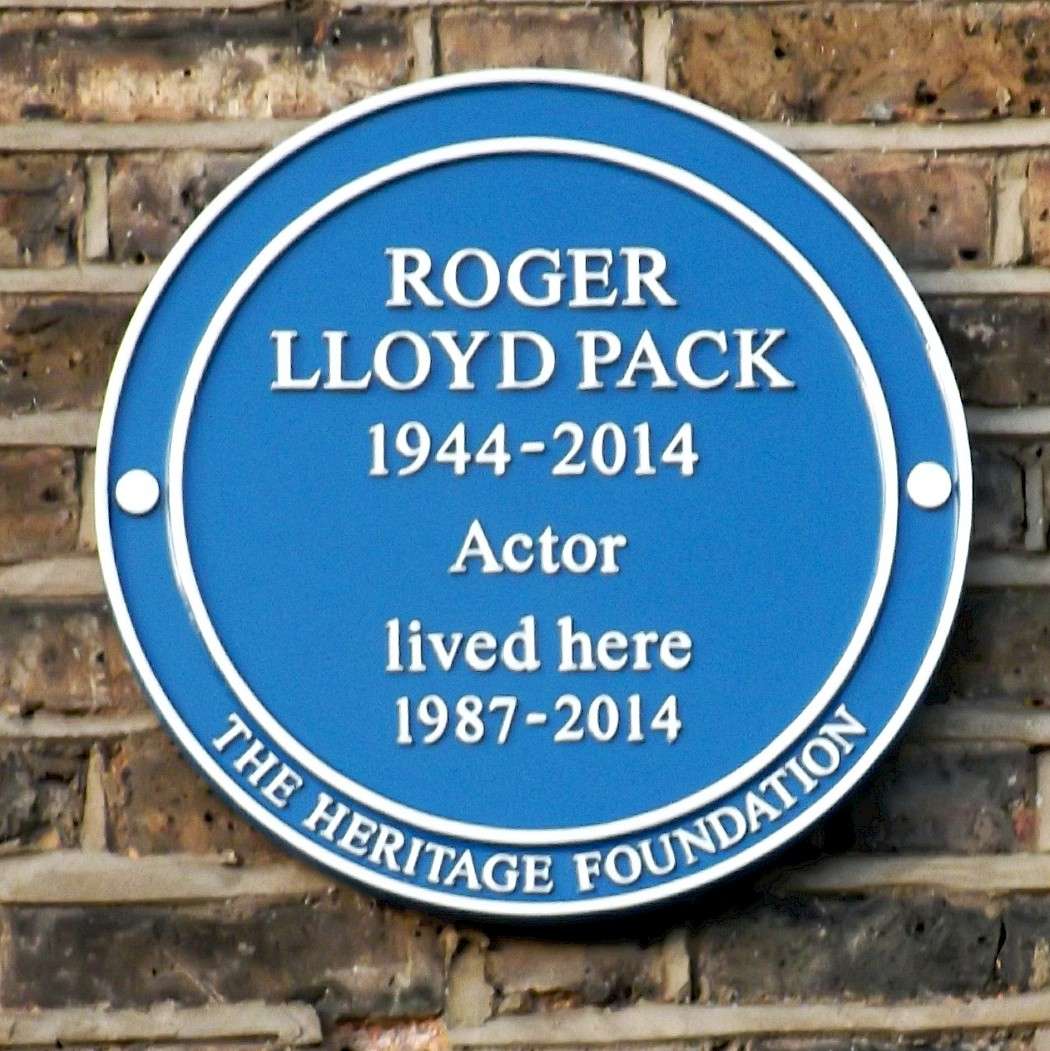 ROGER
LLOYD PACK
1944-2014
Actor
lived here
1987-2014
THE HERITAGE FOUNDATION